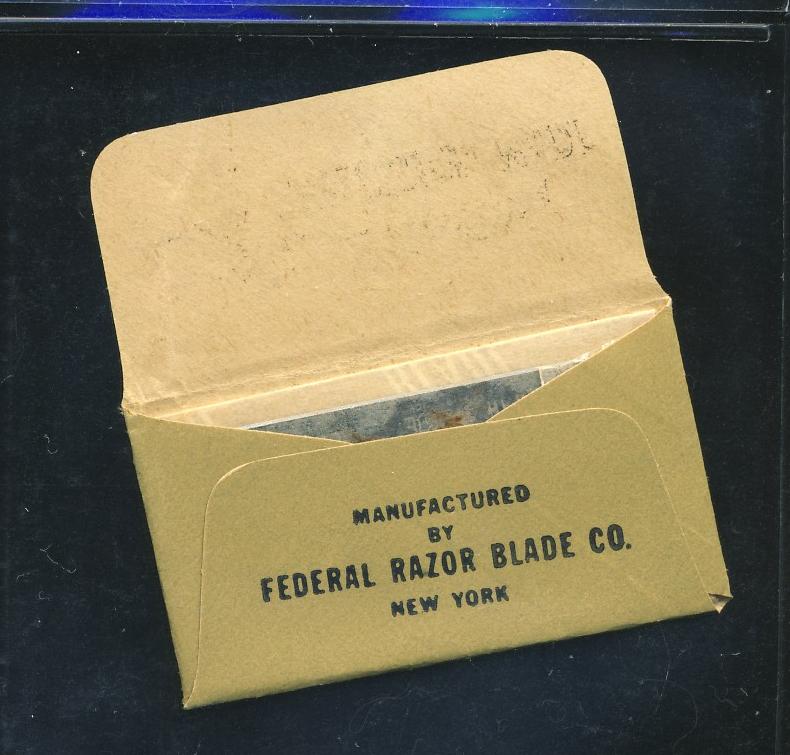 MANUFACTURED
BY
FEDERAL RAZOR BLADE CO.
NEW YORK